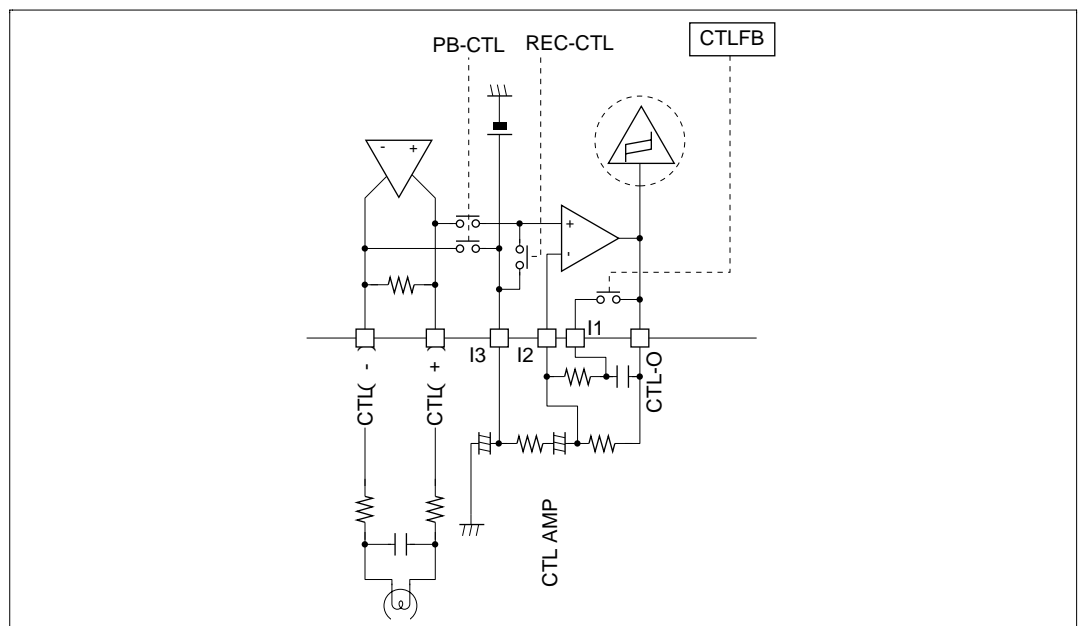 PB-CTL
REC-CTL
CTLFB
- +
+
-
I3
I2
I1
CTL( -
CTL( +
CTL-O
CTL AMP